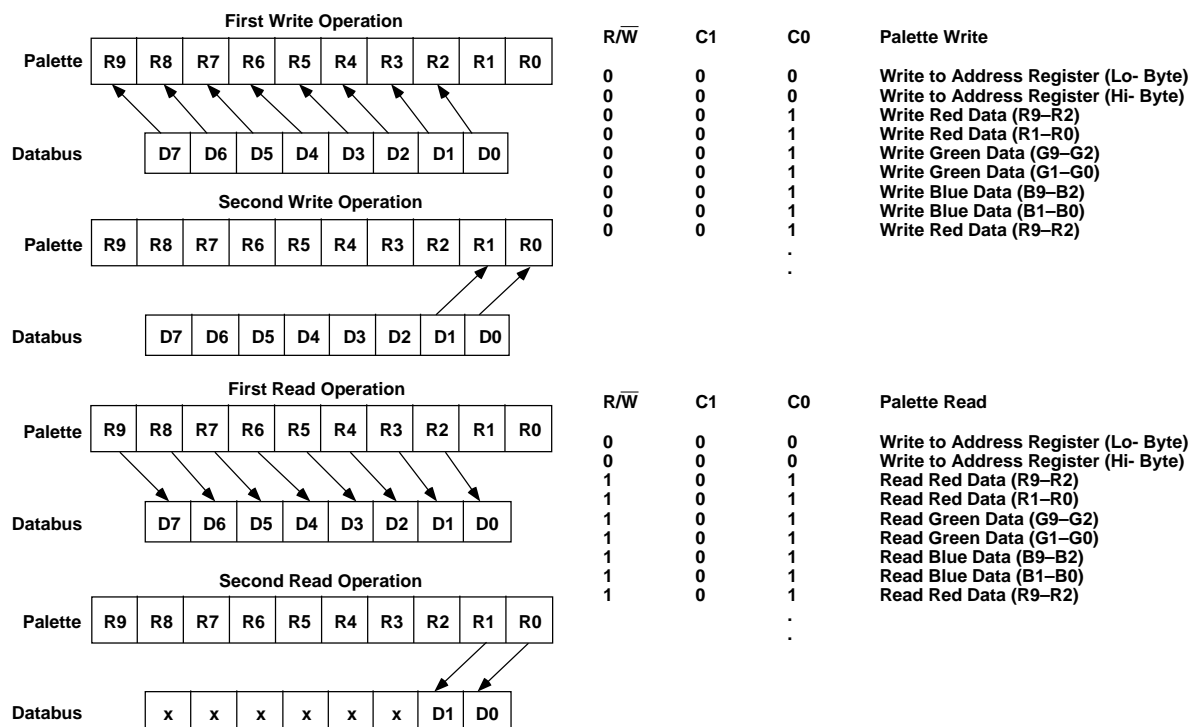 First Write Operation
Palette R9 R8 R7 R6 R5 R4 R3 R2 R1 R0
Databus D7 D6 D5 D4 D3 D2 D1 D0
Second Write Operation
Palette R9 R8 R7 R6 R5 R4 R3 R2 R1 R0
Databus D7 D6 D5 D4 D3 D2 D1 D0
R/W̅ C1 C0 Palette Write
0 0 0 Write to Address Register (Lo- Byte)
0 0 0 Write to Address Register (Hi- Byte)
0 0 1 Write Red Data (R9–R2)
0 0 1 Write Red Data (R1–R0)
0 0 1 Write Green Data (G9–G2)
0 0 1 Write Green Data (G1–G0)
0 0 1 Write Blue Data (B9–B2)
0 0 1 Write Blue Data (B1–B0)
0 0 1 Write Red Data (R9–R2)
.
.
First Read Operation
Palette R9 R8 R7 R6 R5 R4 R3 R2 R1 R0
Databus D7 D6 D5 D4 D3 D2 D1 D0
Second Read Operation
Palette R9 R8 R7 R6 R5 R4 R3 R2 R1 R0
Databus x x x x x x D1 D0
R/W̅ C1 C0 Palette Read
0 0 0 Write to Address Register (Lo- Byte)
0 0 0 Write to Address Register (Hi- Byte)
1 0 1 Read Red Data (R9–R2)
1 0 1 Read Red Data (R1–R0)
1 0 1 Read Green Data (G9–G2)
1 0 1 Read Green Data (G1–G0)
1 0 1 Read Blue Data (B9–B2)
1 0 1 Read Blue Data (B1–B0)
1 0 1 Read Red Data (R9–R2)
.
.